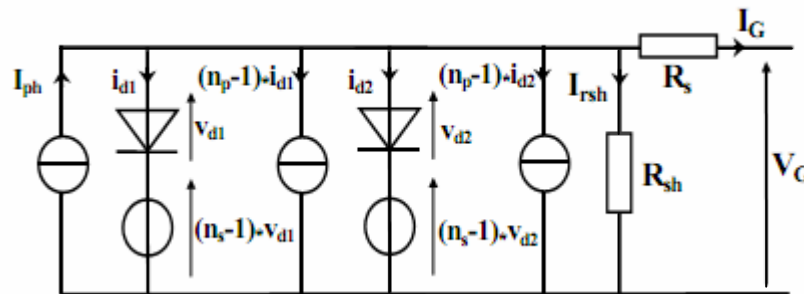 I_G
(n_p-1)*i_d1
(n_p-1)*i_d2
I_ph
i_d1
i_d2
I_rsh
R_s
v_d1
v_d2
R_sh
V_G
(n_s-1)*v_d1
(n_s-1)*v_d2